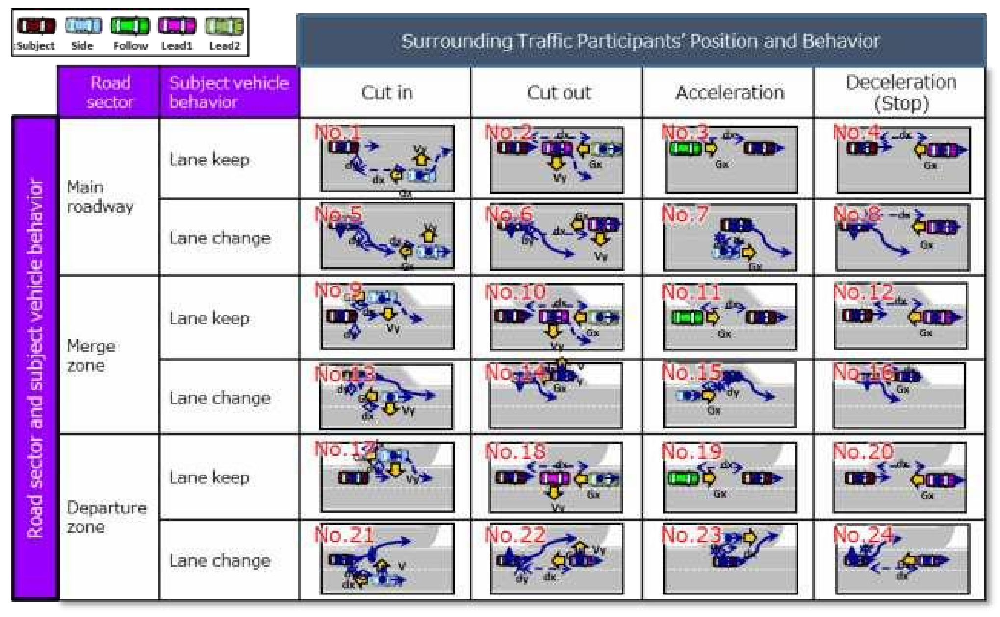 :Subject Side Follow Lead1 Lead2
Surrounding Traffic Participants' Position and Behavior
Road sector
Subject vehicle behavior
Cut in
Cut out
Acceleration
Deceleration
(Stop)
Road sector and subject vehicle behavior
Main
roadway
Lane keep
No.1
Vy
dx
Gx
No.2
dx
Gx
Vy
No.3
dx
Gx
No.4
dx
Gx
Lane change
No.5
Vy
dx
Gx
No.6
Gx
dx
Dy
Vy
No.7
Gx
No.8
dx
Gx
Merge
zone
Lane keep
No.9
dx
Vy
dy
No.10
dx
Gx
Vy
No.11
dx
Gx
No.12
dx
Gx
Lane change
No.13
dy
Vy
dx
No.14
V
y
Gx
No.15
dy
Gx
No.16
Gx
Departure
zone
Lane keep
No.17
Vy
No.18
dx
Gx
Vy
No.19
dx
Gx
No.20
dx
Gx
Lane change
No.21
V
dx
No.22
Vy
dy
dx
No.23
No.24
dx